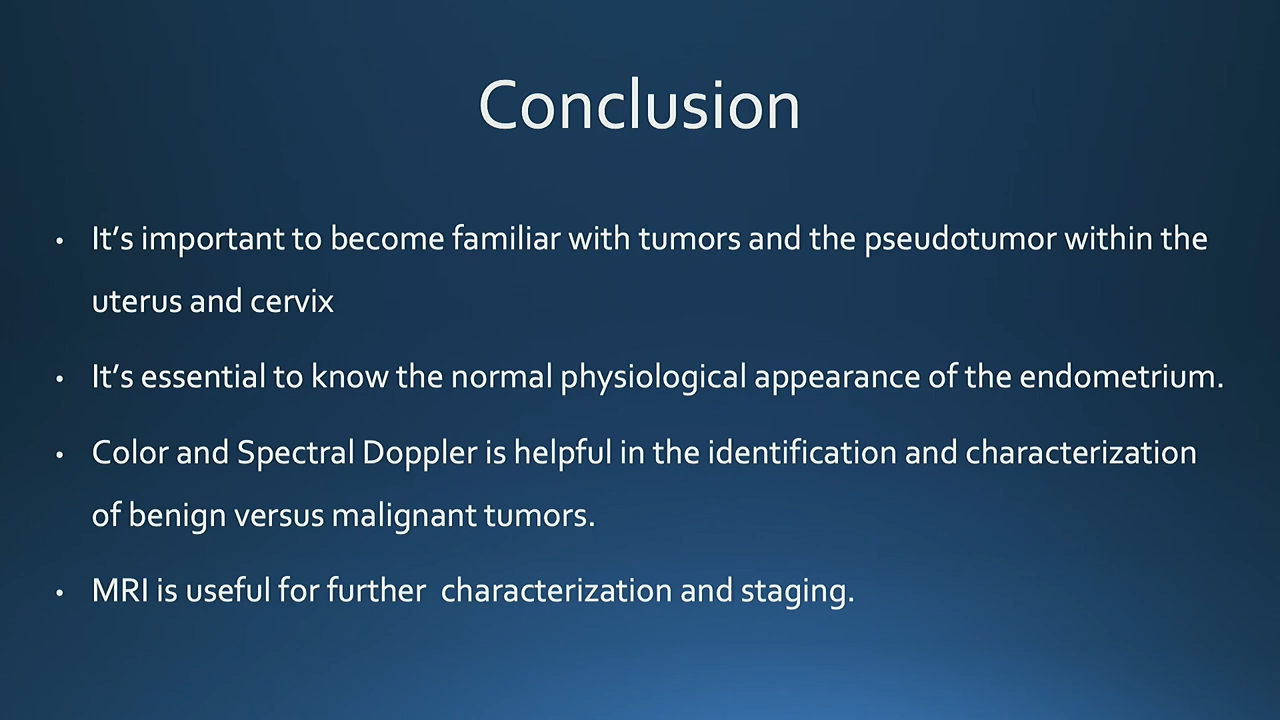 Conclusion
• It’s important to become familiar with tumors and the pseudotumor within the
uterus and cervix
• It’s essential to know the normal physiological appearance of the endometrium.
• Color and Spectral Doppler is helpful in the identification and characterization
of benign versus malignant tumors.
• MRI is useful for further  characterization and staging.